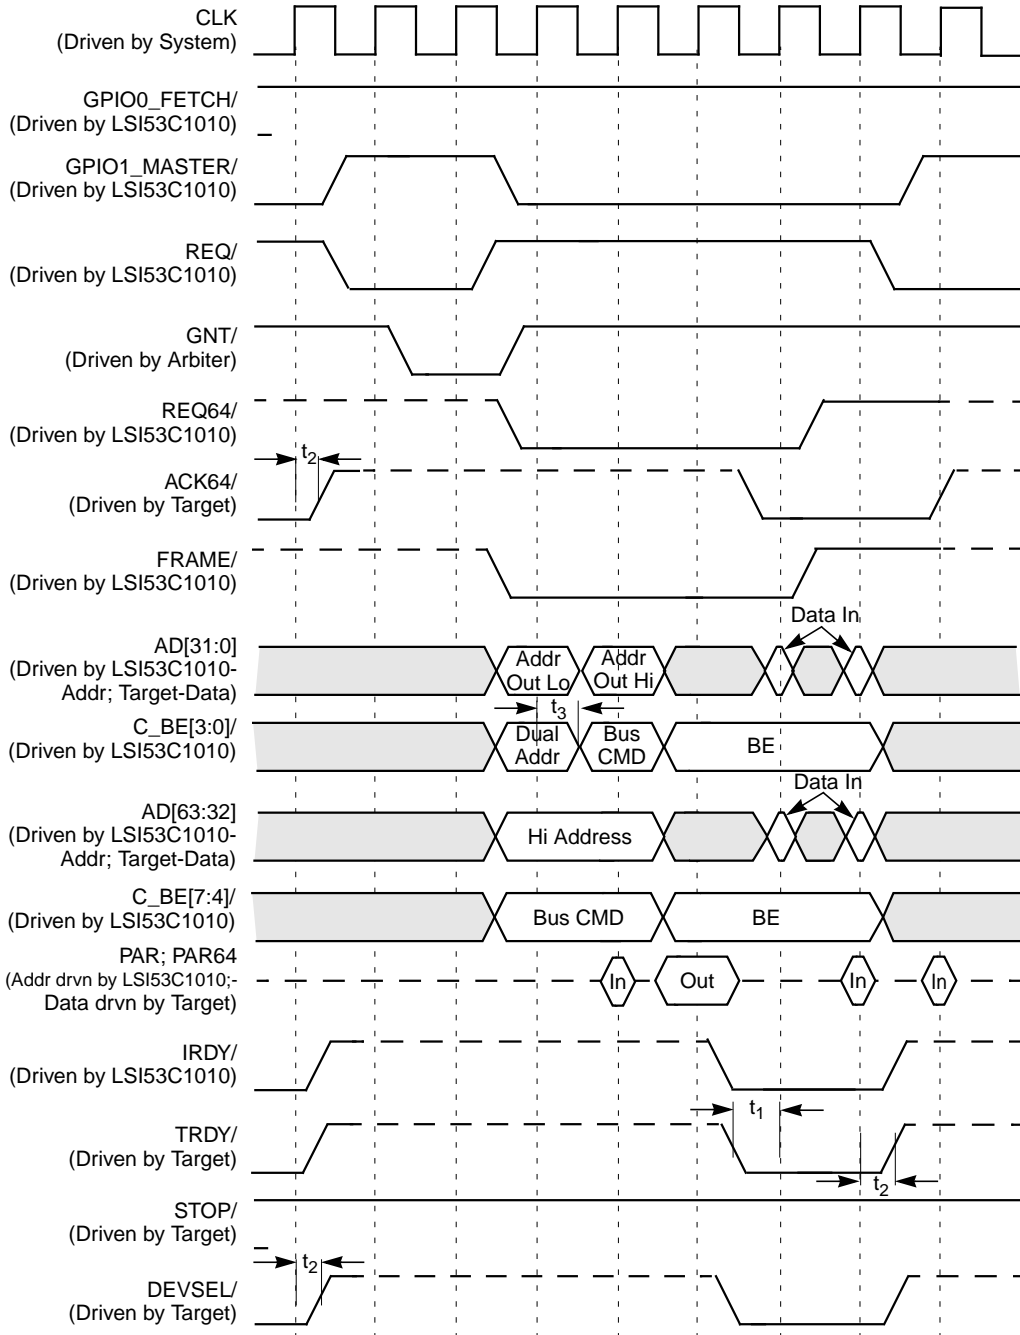 CLK
(Driven by System)
GPIO0_FETCH/
(Driven by LSI53C1010)
GPIO1_MASTER/
(Driven by LSI53C1010)
REQ/
(Driven by LSI53C1010)
GNT/
(Driven by Arbiter)
REQ64/
(Driven by LSI53C1010)
t2
ACK64/
(Driven by Target)
FRAME/
(Driven by LSI53C1010)
Data In
AD[31:0]
(Driven by LSI53C1010-
Addr; Target-Data)
Addr
Out Lo
Addr
Out Hi
t3
C_BE[3:0]/
(Driven by LSI53C1010)
Dual
Addr
Bus
CMD
BE
Data In
AD[63:32]
(Driven by LSI53C1010-
Addr; Target-Data)
Hi Address
C_BE[7:4]/
(Driven by LSI53C1010)
Bus CMD
BE
PAR; PAR64
(Addr drvn by LSI53C1010;-
Data drvn by Target)
In
Out
In
In
IRDY/
(Driven by LSI53C1010)
t1
TRDY/
(Driven by Target)
t2
STOP/
(Driven by Target)
t2
DEVSEL/
(Driven by Target)